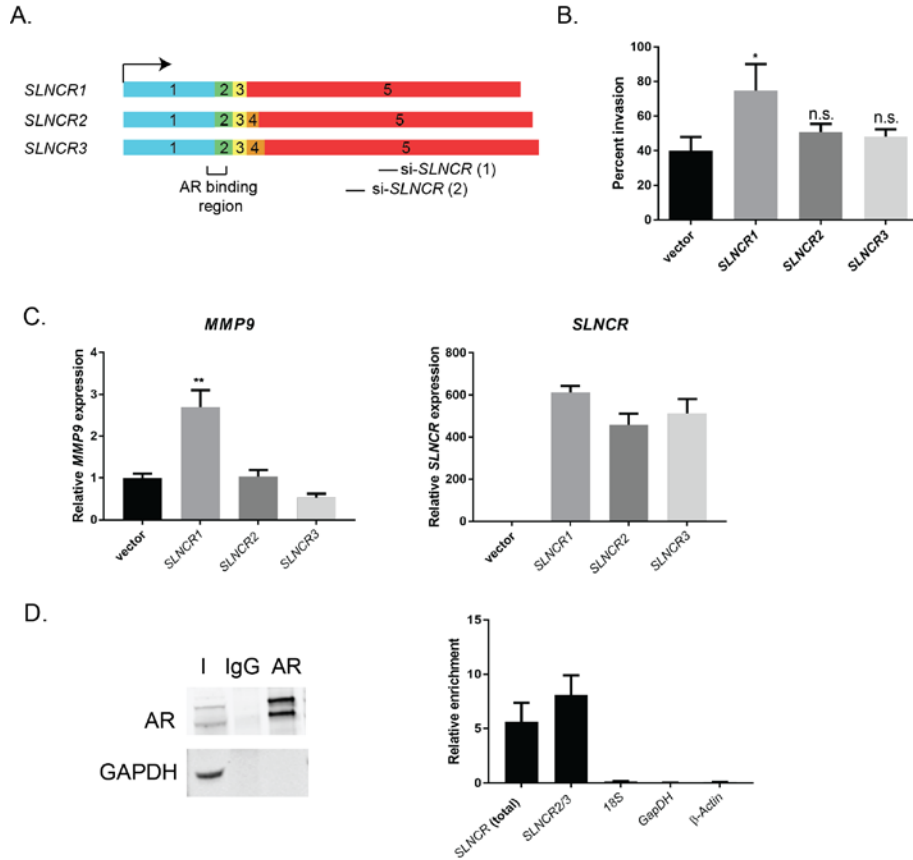 A.
SLNCR1
1 2 3 5
SLNCR2
1 2 3 4 5
SLNCR3
1 2 3 4 5
AR binding
region
si-SLNCR (1)
si-SLNCR (2)
B.
Percent invasion
100
80
60
40
20
0
*
n.s.
n.s.
vector
SLNCR1
SLNCR2
SLNCR3
C.
MMP9
Relative MMP9 expression
4
3
2
1
0
**
vector
SLNCR1
SLNCR2
SLNCR3
SLNCR
Relative SLNCR expression
800
600
400
200
0
vector
SLNCR1
SLNCR2
SLNCR3
D.
I IgG AR
AR
GAPDH
Relative enrichment
15
10
5
0
SLNCR (total)
SLNCR2/3
18S
GapDH
β-Actin